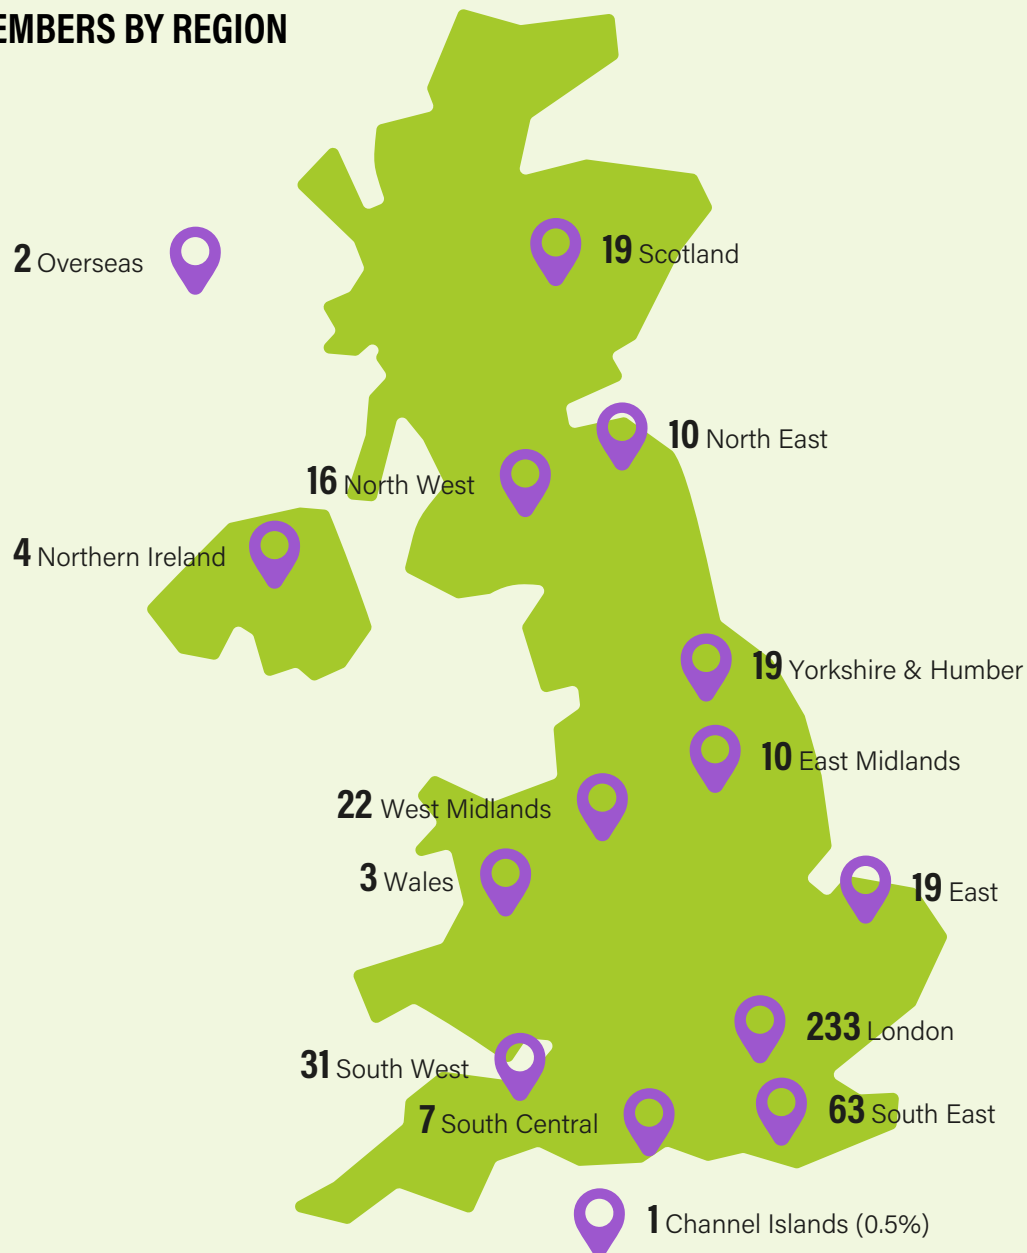 EMBERS BY REGION
2 Overseas
19 Scotland
10 North East
16 North West
4 Northern Ireland
19 Yorkshire & Humber
10 East Midlands
22 West Midlands
3 Wales
19 East
233 London
31 South West
7 South Central
63 South East
1 Channel Islands (0.5%)